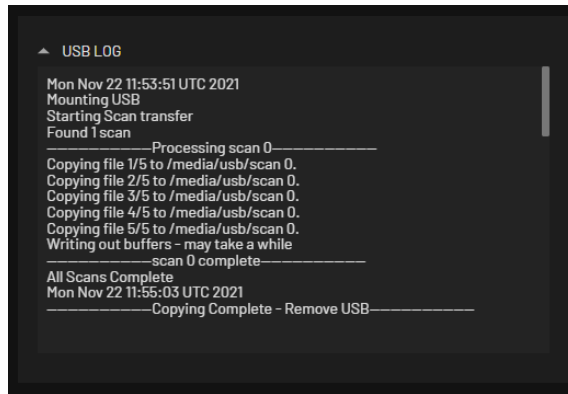 USB LOG
Mon Nov 22 11:53:51 UTC 2021
Mounting USB
Starting Scan transfer
Found 1 scan
——————————Processing scan 0——————————
Copying file 1/5 to /media/usb/scan 0.
Copying file 2/5 to /media/usb/scan 0.
Copying file 3/5 to /media/usb/scan 0.
Copying file 4/5 to /media/usb/scan 0.
Copying file 5/5 to /media/usb/scan 0.
Writing out buffers - may take a while
——————————scan 0 complete——————————
All Scans Complete
Mon Nov 22 11:55:03 UTC 2021
——————————Copying Complete - Remove USB——————————